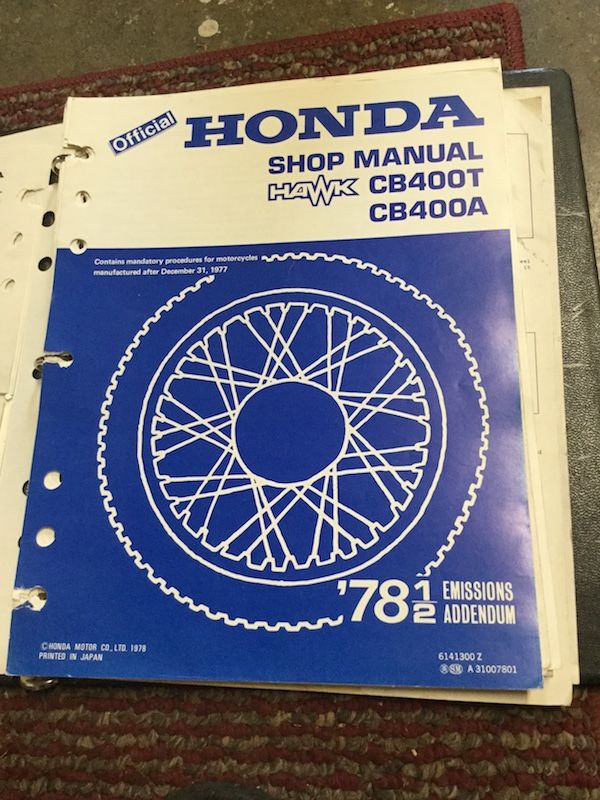 Official
HONDA
SHOP MANUAL
HAWK CB400T
CB400A
Contains mandatory procedures for motorcycles
manufactured after December 31, 1977
'78 1/2 EMISSIONS
ADDENDUM
©HONDA MOTOR CO., LTD. 1978
PRINTED IN JAPAN
6141300 Z
SM A 31007801